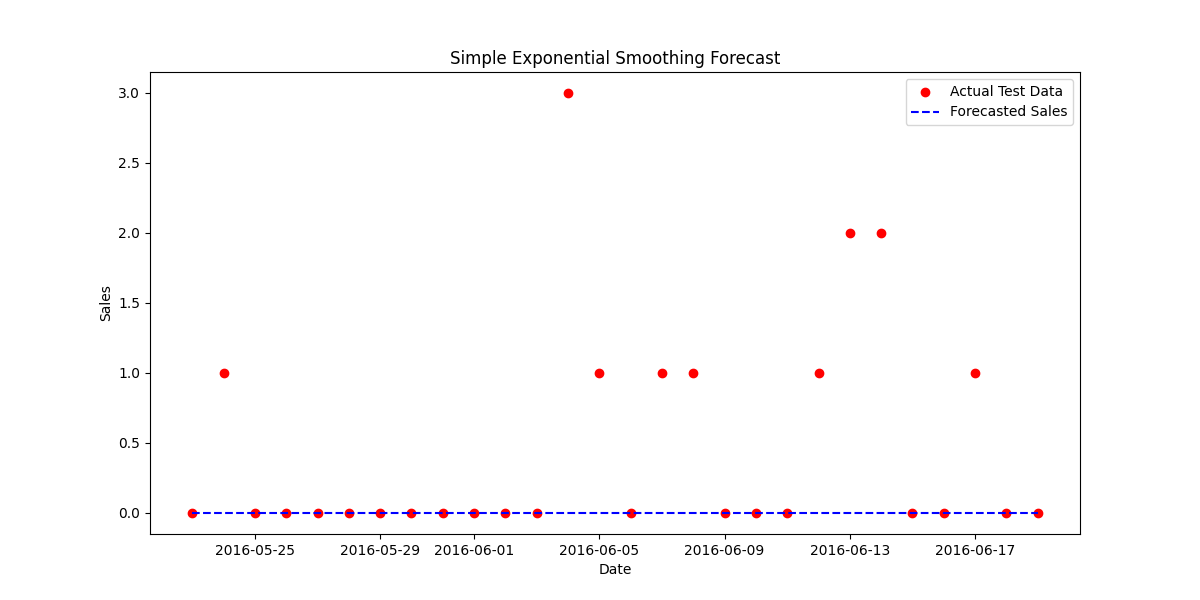 Simple Exponential Smoothing Forecast
Actual Test Data
Forecasted Sales
3.0
2.5
2.0
1.5
1.0
0.5
0.0
Sales
2016-05-25 2016-05-29 2016-06-01 2016-06-05 2016-06-09 2016-06-13 2016-06-17
Date